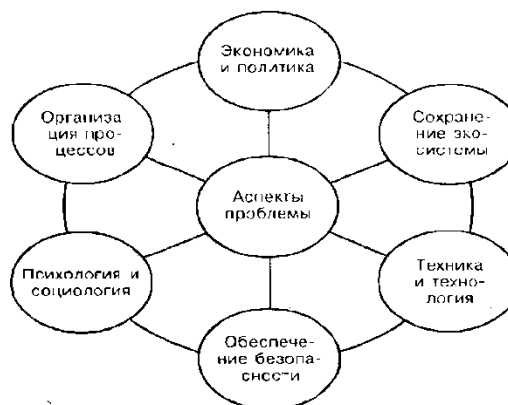 Экономика
и политика
Организа
ция про-
цессов
Сохране-
ние эко-
системы
Аспекты
проблемы
Психология и
социология
Техника
и техно-
логия
Обеспече-
ние безопа-
сности